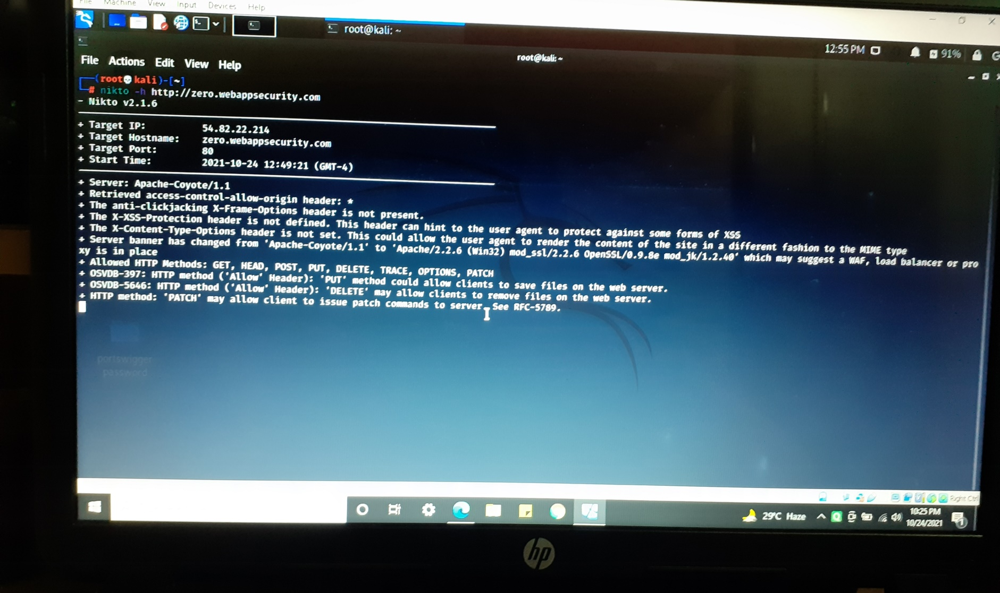 File Machine View Input Devices Help
root@kali: ~
12:55 PM
91%
root@kali: ~
File Actions Edit View Help
(root kali)-[~]
# nikto -h http://zero.webappsecurity.com
- Nikto v2.1.6
+ Target IP: 54.82.22.214
+ Target Hostname: zero.webappsecurity.com
+ Target Port: 80
+ Start Time: 2021-10-24 12:49:21 (GMT-4)
+ Server: Apache-Coyote/1.1
+ Retrieved access-control-allow-origin header: *
+ The anti-clickjacking X-Frame-Options header is not present.
+ The X-XSS-Protection header is not defined. This header can hint to the user agent to protect against some forms of XSS
+ The X-Content-Type-Options header is not set. This could allow the user agent to render the content of the site in a different fashion to the MIME type
+ Server banner has changed from 'Apache-Coyote/1.1' to 'Apache/2.2.6 (Win32) mod_ssl/2.2.6 OpenSSL/0.9.8e mod_jk/1.2.40' which may suggest a WAF, load balancer or pro
xy is in place
+ Allowed HTTP Methods: GET, HEAD, POST, PUT, DELETE, TRACE, OPTIONS, PATCH
+ OSVDB-397: HTTP method ('Allow' Header): 'PUT' method could allow clients to save files on the web server.
+ OSVDB-5646: HTTP method ('Allow' Header): 'DELETE' may allow clients to remove files on the web server.
+ HTTP method: 'PATCH' may allow client to issue patch commands to server. See RFC-5789.
portswigger
password
Right Ctrl
29°C Haze
10:25 PM
10/24/2021
1
hp